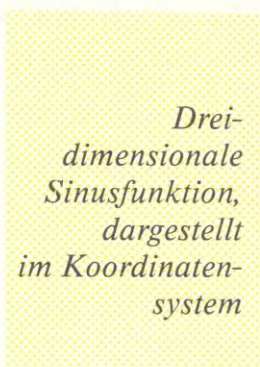 Drei-
dimensionale
Sinusfunktion,
dargestellt
im Koordinaten-
system